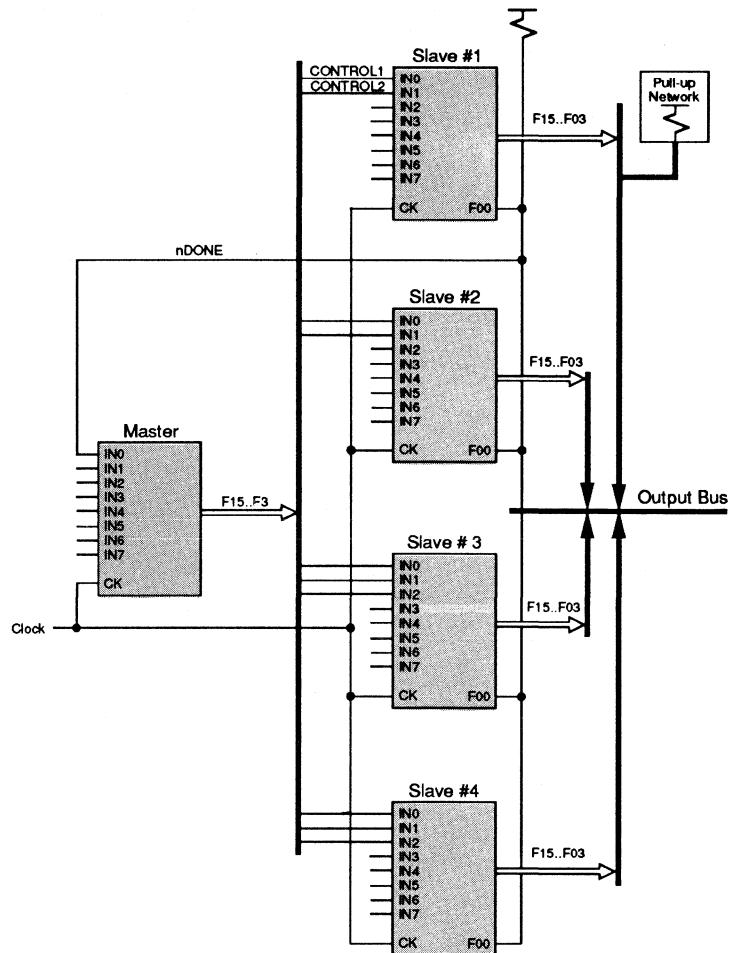 Slave #1
CONTROL1
CONTROL2
IN0
IN1
IN2
IN3
IN4
IN5
IN6
IN7
CK
F00
F15..F03
Pull-up
Network
nDONE
Slave #2
IN0
IN1
IN2
IN3
IN4
IN5
IN6
IN7
CK
F00
F15..F03
Master
IN0
IN1
IN2
IN3
IN4
IN5
IN6
IN7
CK
F15..F3
Clock
Output Bus
Slave # 3
IN0
IN1
IN2
IN3
IN4
IN5
IN6
IN7
CK
F00
F15..F03
Slave #4
IN0
IN1
IN2
IN3
IN4
IN5
IN6
IN7
CK
F00
F15..F03